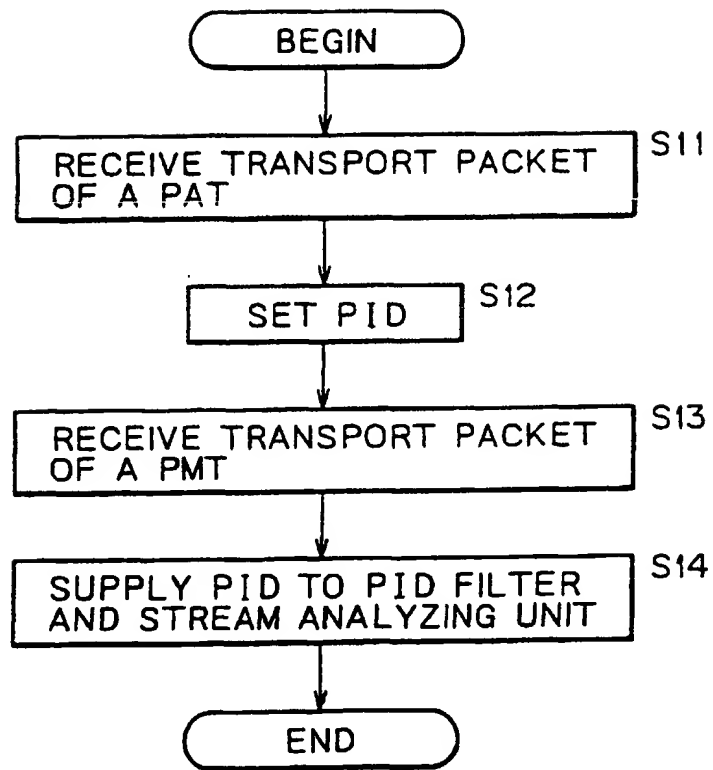 BEGIN
RECEIVE TRANSPORT PACKET
OF A PAT
S11
SET PID
S12
RECEIVE TRANSPORT PACKET
OF A PMT
S13
SUPPLY PID TO PID FILTER
AND STREAM ANALYZING UNIT
S14
END